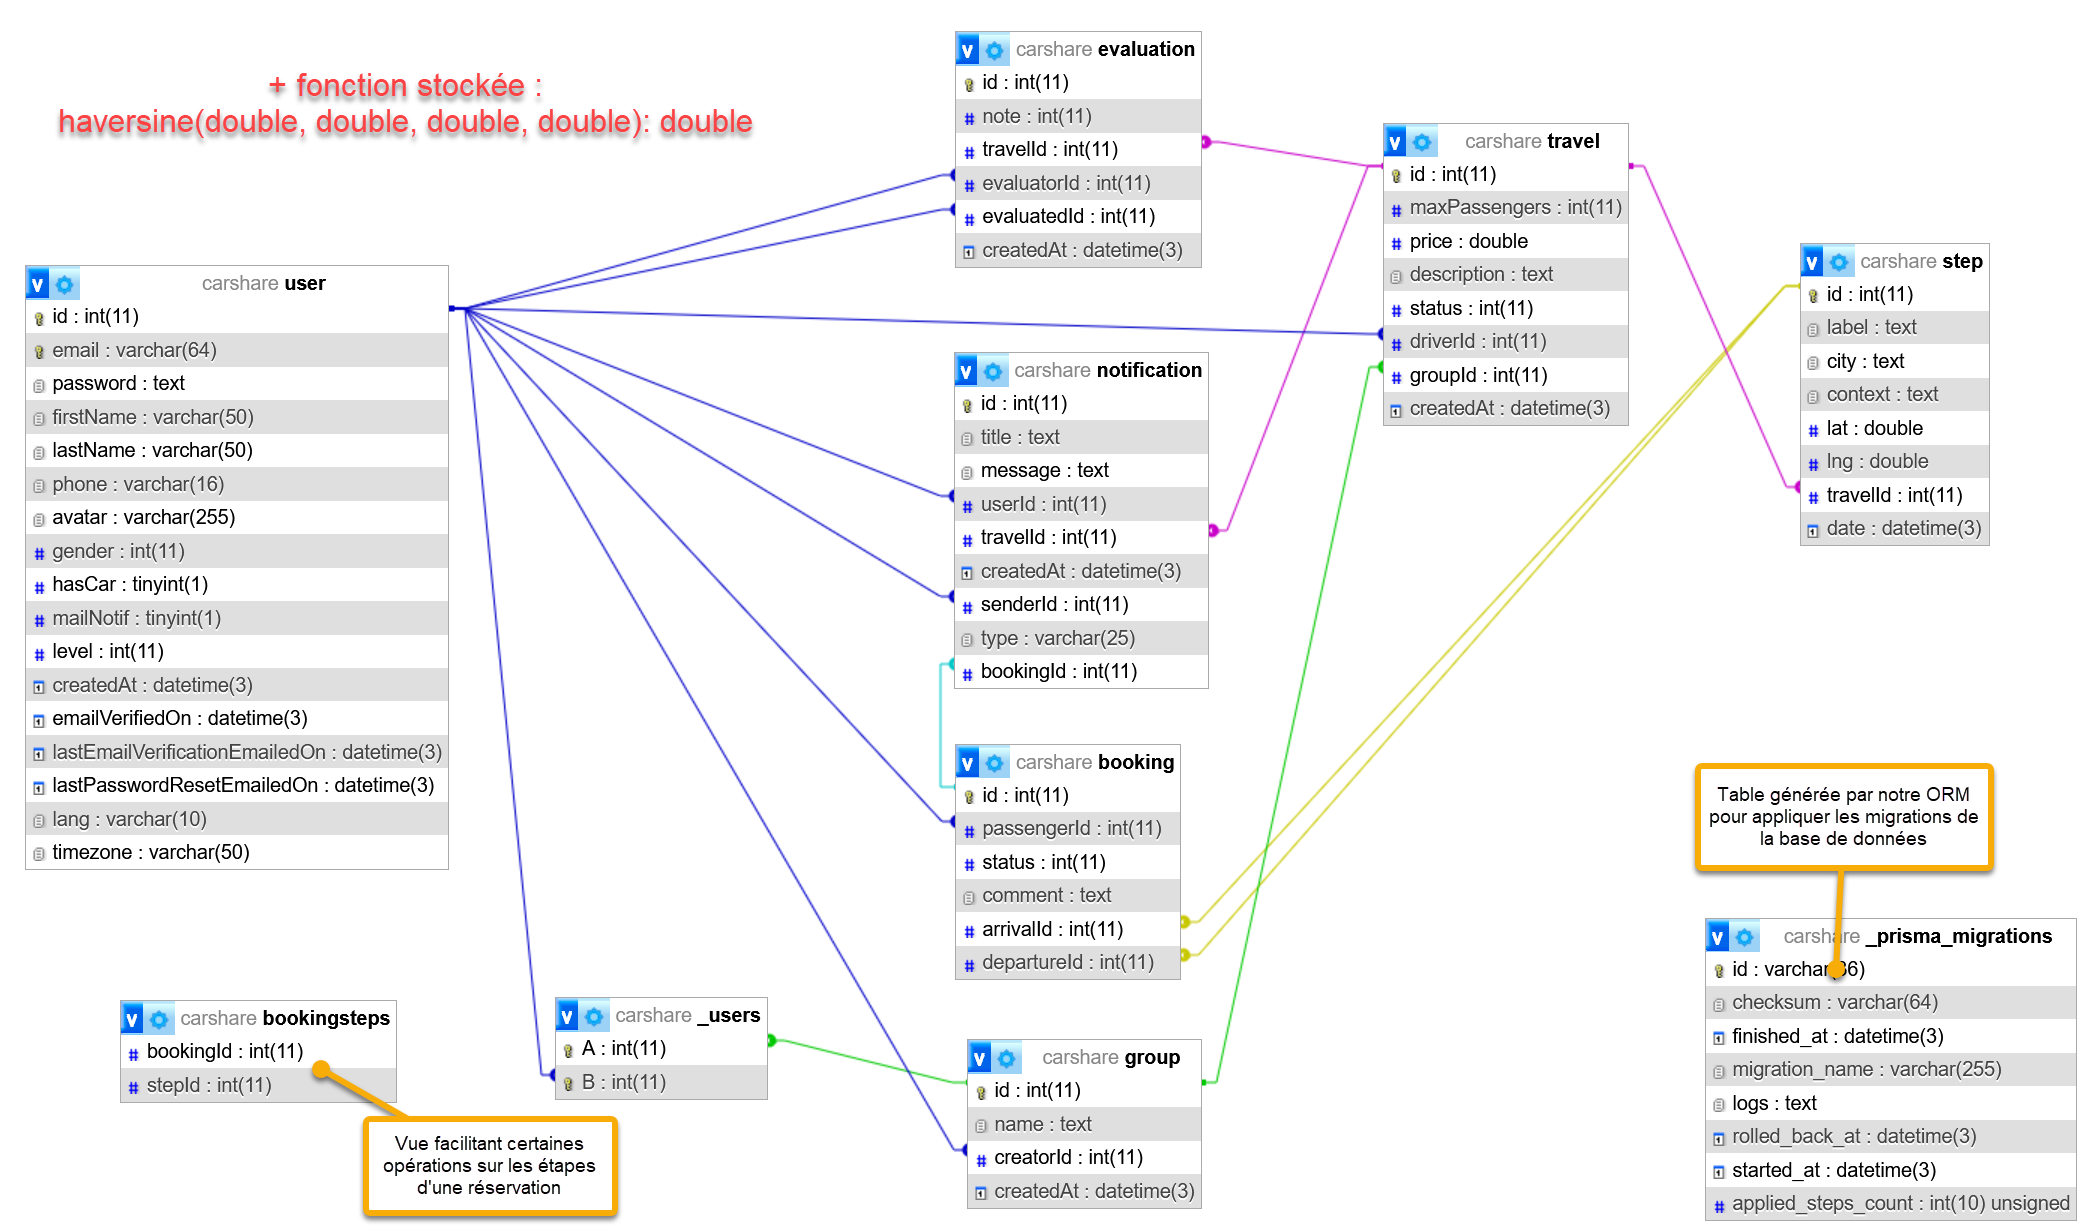 + fonction stockée :
haversine(double, double, double, double): double
carshare evaluation
id : int(11)
note : int(11)
travelId : int(11)
evaluatorId : int(11)
evaluatedId : int(11)
createdAt : datetime(3)
carshare travel
id : int(11)
maxPassengers : int(11)
price : double
description : text
status : int(11)
driverId : int(11)
groupId : int(11)
createdAt : datetime(3)
carshare step
id : int(11)
label : text
city : text
context : text
lat : double
lng : double
travelId : int(11)
date : datetime(3)
carshare user
id : int(11)
email : varchar(64)
password : text
firstName : varchar(50)
lastName : varchar(50)
phone : varchar(16)
avatar : varchar(255)
gender : int(11)
hasCar : tinyint(1)
mailNotif : tinyint(1)
level : int(11)
createdAt : datetime(3)
emailVerifiedOn : datetime(3)
lastEmailVerificationEmailedOn : datetime(3)
lastPasswordResetEmailedOn : datetime(3)
lang : varchar(10)
timezone : varchar(50)
carshare notification
id : int(11)
title : text
message : text
userId : int(11)
travelId : int(11)
createdAt : datetime(3)
senderId : int(11)
type : varchar(25)
bookingId : int(11)
carshare booking
id : int(11)
passengerId : int(11)
status : int(11)
comment : text
arrivalId : int(11)
departureId : int(11)
Table générée par notre ORM
pour appliquer les migrations de
la base de données
carshare _prisma_migrations
id : varchar(36)
checksum : varchar(64)
finished_at : datetime(3)
migration_name : varchar(255)
logs : text
rolled_back_at : datetime(3)
started_at : datetime(3)
applied_steps_count : int(10) unsigned
carshare bookingsteps
bookingId : int(11)
stepId : int(11)
Vue facilitant certaines
opérations sur les étapes
d'une réservation
carshare _users
A : int(11)
B : int(11)
carshare group
id : int(11)
name : text
creatorId : int(11)
createdAt : datetime(3)